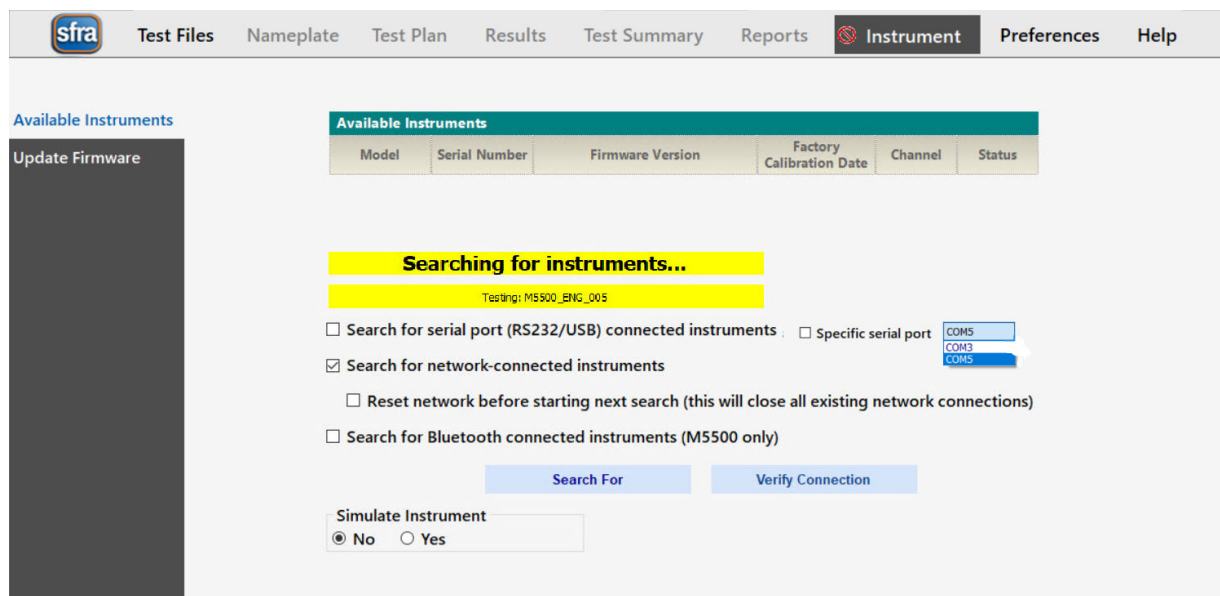 sfra Test Files Nameplate Test Plan Results Test Summary Reports Instrument Preferences Help
Available Instruments
Update Firmware
Available Instruments
Model Serial Number Firmware Version Factory Calibration Date Channel Status
Searching for instruments...
Testing: M5500_ENG_005
Search for serial port (RS232/USB) connected instruments Specific serial port COM5
COM3
COM5
Search for network-connected instruments
Reset network before starting next search (this will close all existing network connections)
Search for Bluetooth connected instruments (M5500 only)
Search For Verify Connection
Simulate Instrument
No Yes